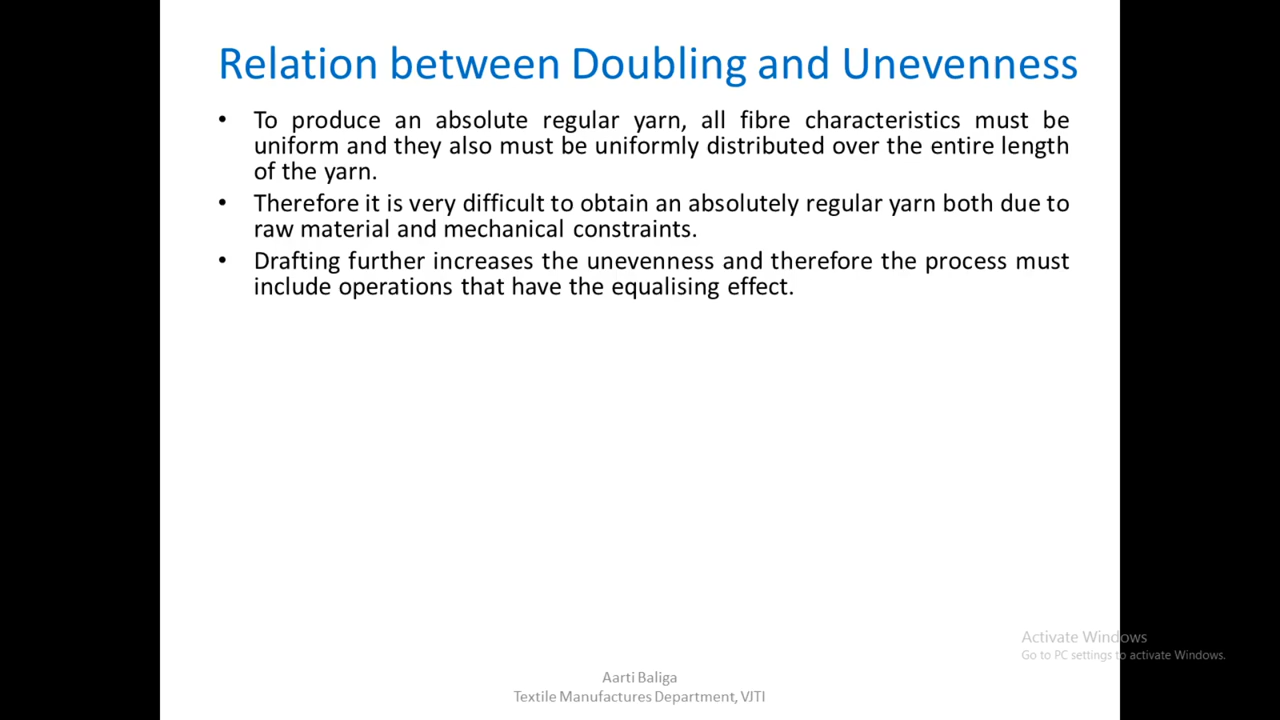 Relation between Doubling and Unevenness
• To produce an absolute regular yarn, all fibre characteristics must be
uniform and they also must be uniformly distributed over the entire length
of the yarn.
• Therefore it is very difficult to obtain an absolutely regular yarn both due to
raw material and mechanical constraints.
• Drafting further increases the unevenness and therefore the process must
include operations that have the equalising effect.
Activate Windows
Go to PC settings to activate Windows.
Aarti Baliga
Textile Manufactures Department, VJTI